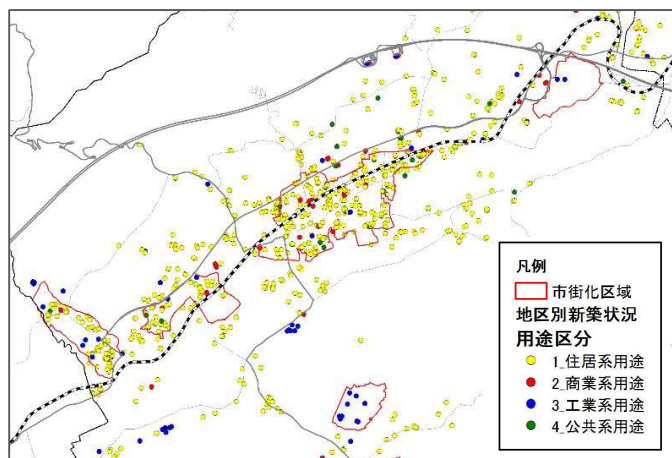 凡例
市街化区域
地区別新築状況
用途区分
1_住居系用途
2_商業系用途
3_工業系用途
4_公共系用途